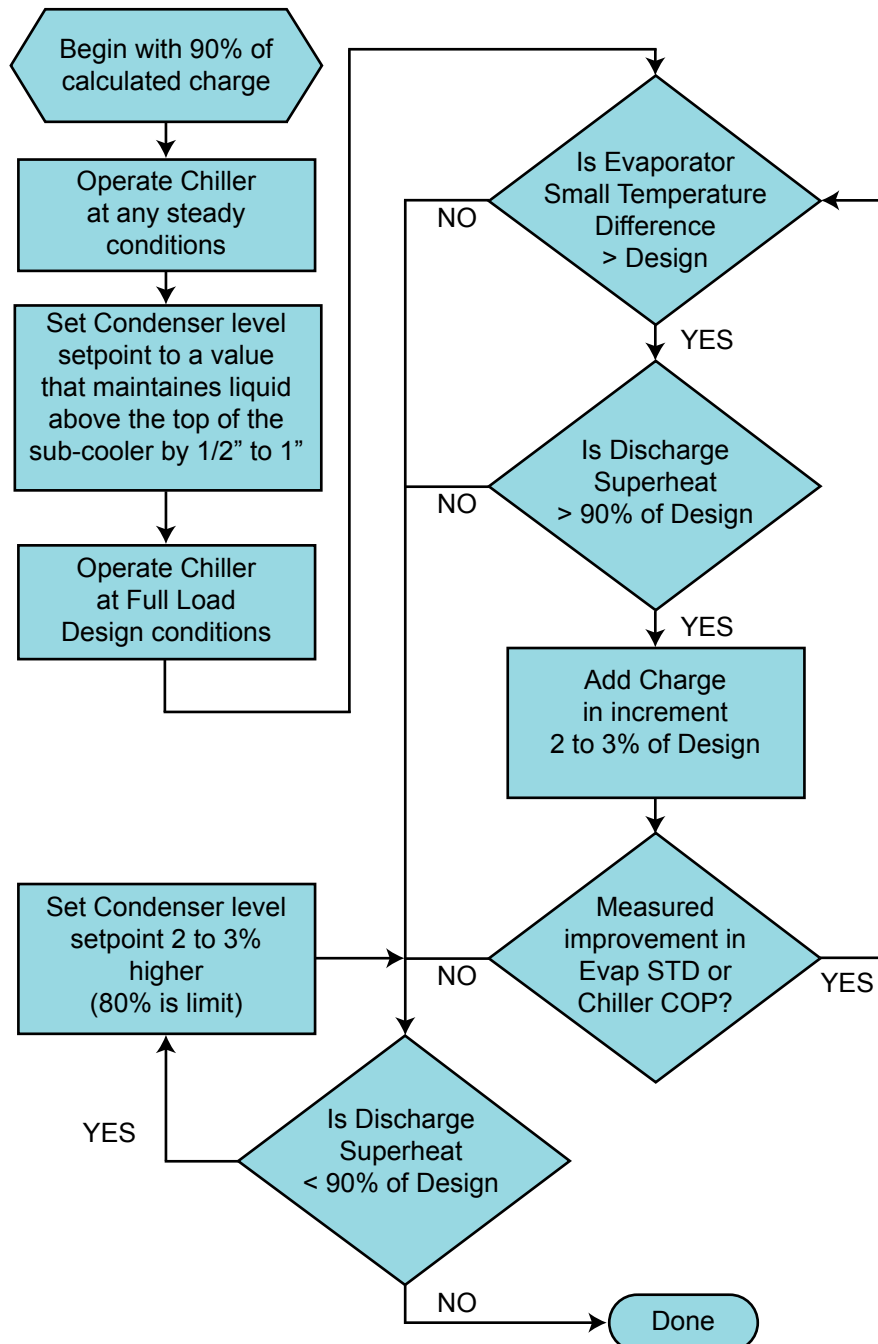 Begin with 90% of
calculated charge
Operate Chiller
at any steady
conditions
Set Condenser level
setpoint to a value
that maintaines liquid
above the top of the
sub-cooler by 1/2” to 1”
Operate Chiller
at Full Load
Design conditions
Is Evaporator
Small Temperature
Difference
> Design
NO
YES
Is Discharge
Superheat
> 90% of Design
NO
YES
Add Charge
in increment
2 to 3% of Design
Measured
improvement in
Evap STD or
Chiller COP?
NO
YES
Set Condenser level
setpoint 2 to 3%
higher
(80% is limit)
Is Discharge
Superheat
< 90% of Design
YES
NO
Done